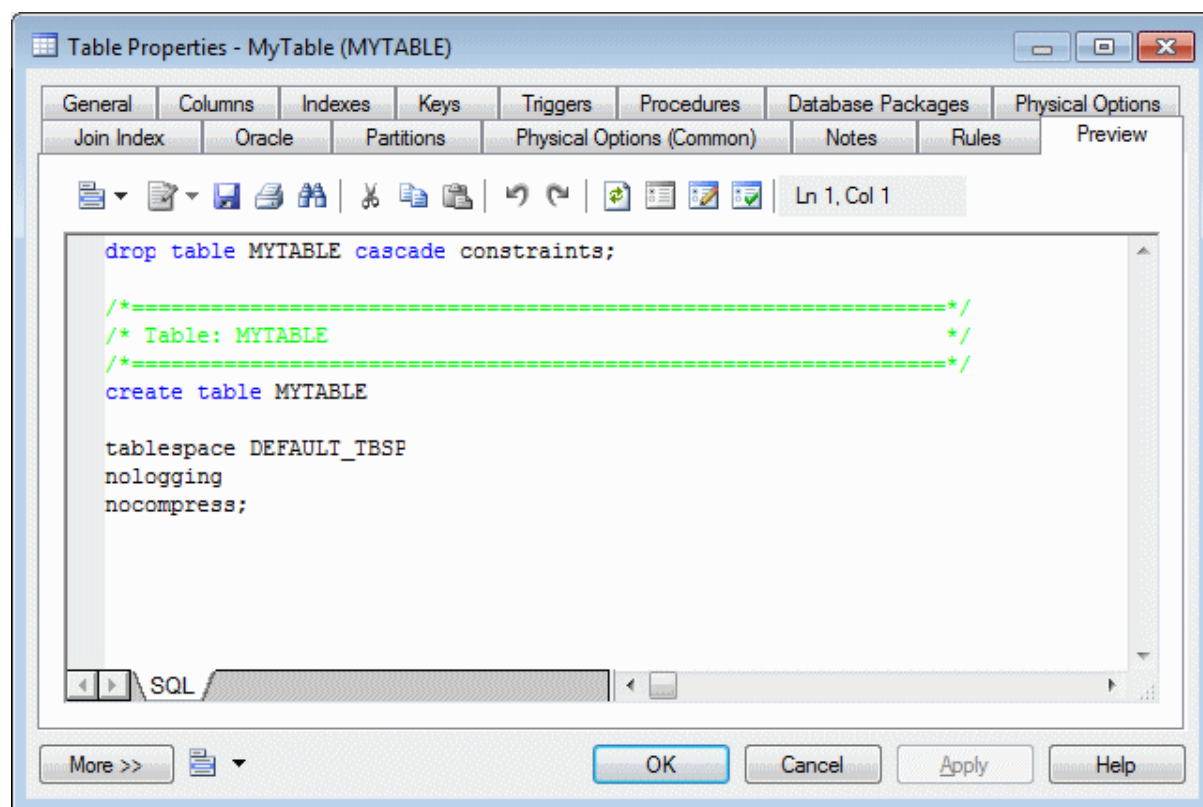 Table Properties - MyTable (MYTABLE)
General Columns Indexes Keys Triggers Procedures Database Packages Physical Options
Join Index Oracle Partitions Physical Options (Common) Notes Rules Preview
Ln 1, Col 1
drop table MYTABLE cascade constraints;
/*==============================================================*/
/* Table: MYTABLE                                               */
/*==============================================================*/
create table MYTABLE
tablespace DEFAULT_TBSP
nologging
nocompress;
SQL
More >> OK Cancel Apply Help